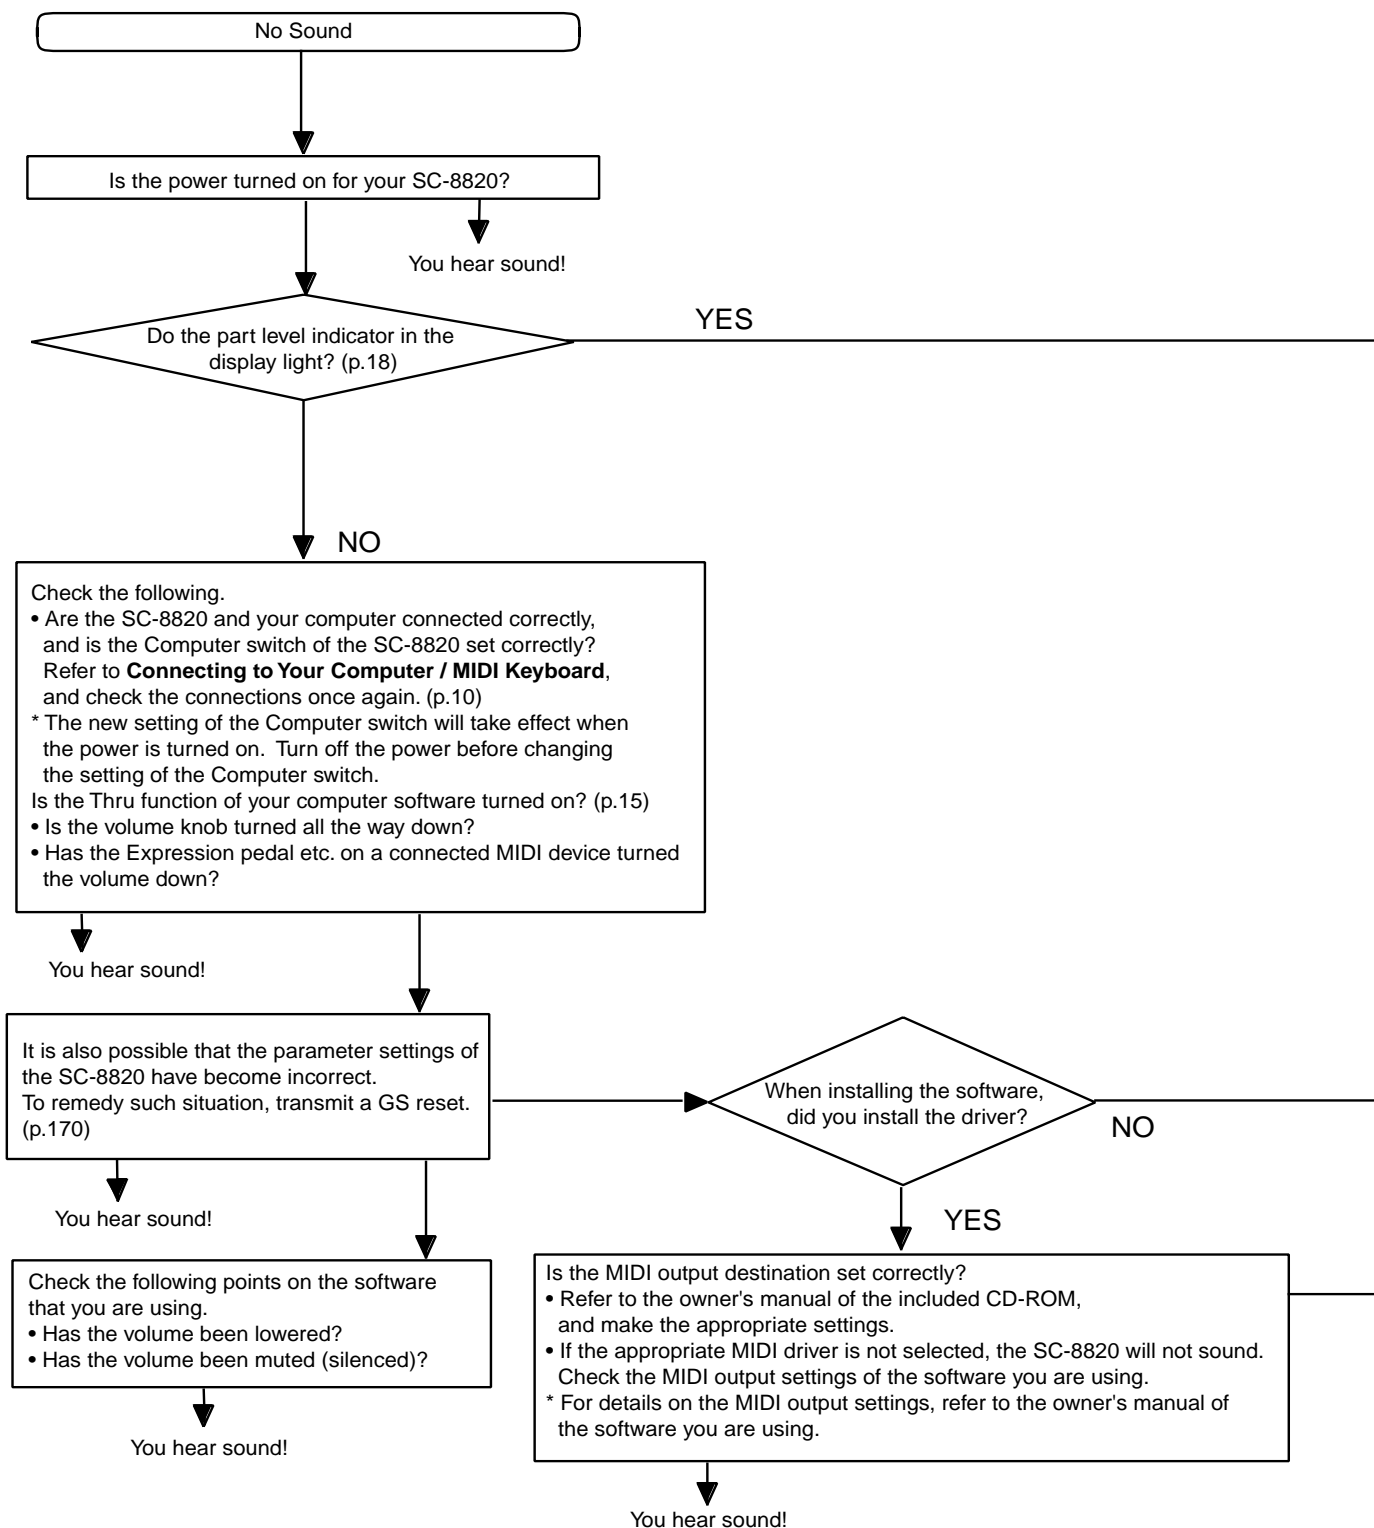 No Sound
Is the power turned on for your SC-8820?
You hear sound!
Do the part level indicator in the
display light? (p.18)
YES
NO
Check the following.
• Are the SC-8820 and your computer connected correctly,
and is the Computer switch of the SC-8820 set correctly?
Refer to Connecting to Your Computer / MIDI Keyboard,
and check the connections once again. (p.10)
* The new setting of the Computer switch will take effect when
the power is turned on.  Turn off the power before changing
the setting of the Computer switch.
Is the Thru function of your computer software turned on? (p.15)
• Is the volume knob turned all the way down?
• Has the Expression pedal etc. on a connected MIDI device turned
the volume down?
You hear sound!
It is also possible that the parameter settings of
the SC-8820 have become incorrect.
To remedy such situation, transmit a GS reset.
(p.170)
You hear sound!
Check the following points on the software
that you are using.
• Has the volume been lowered?
• Has the volume been muted (silenced)?
You hear sound!
When installing the software,
did you install the driver?
NO
YES
Is the MIDI output destination set correctly?
• Refer to the owner's manual of the included CD-ROM,
and make the appropriate settings.
• If the appropriate MIDI driver is not selected, the SC-8820 will not sound.
Check the MIDI output settings of the software you are using.
* For details on the MIDI output settings, refer to the owner's manual of
the software you are using.
You hear sound!